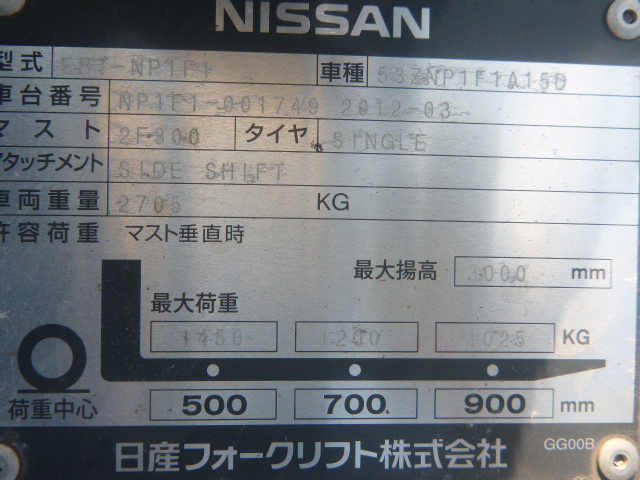 NISSAN
型式 -NP1F1 車種 53ZNP1F1A15D
車台番号 NP1F1-001749 2012-03
マスト 2F300 タイヤ SINGLE
アタッチメント SIDE SHIFT
車両重量 2705 KG
許容荷重 マスト垂直時
最大揚高 3000 mm
最大荷重
1450 1200 1025 KG
荷重中心 500 700 900 mm
GG00B
日産フォークリフト株式会社